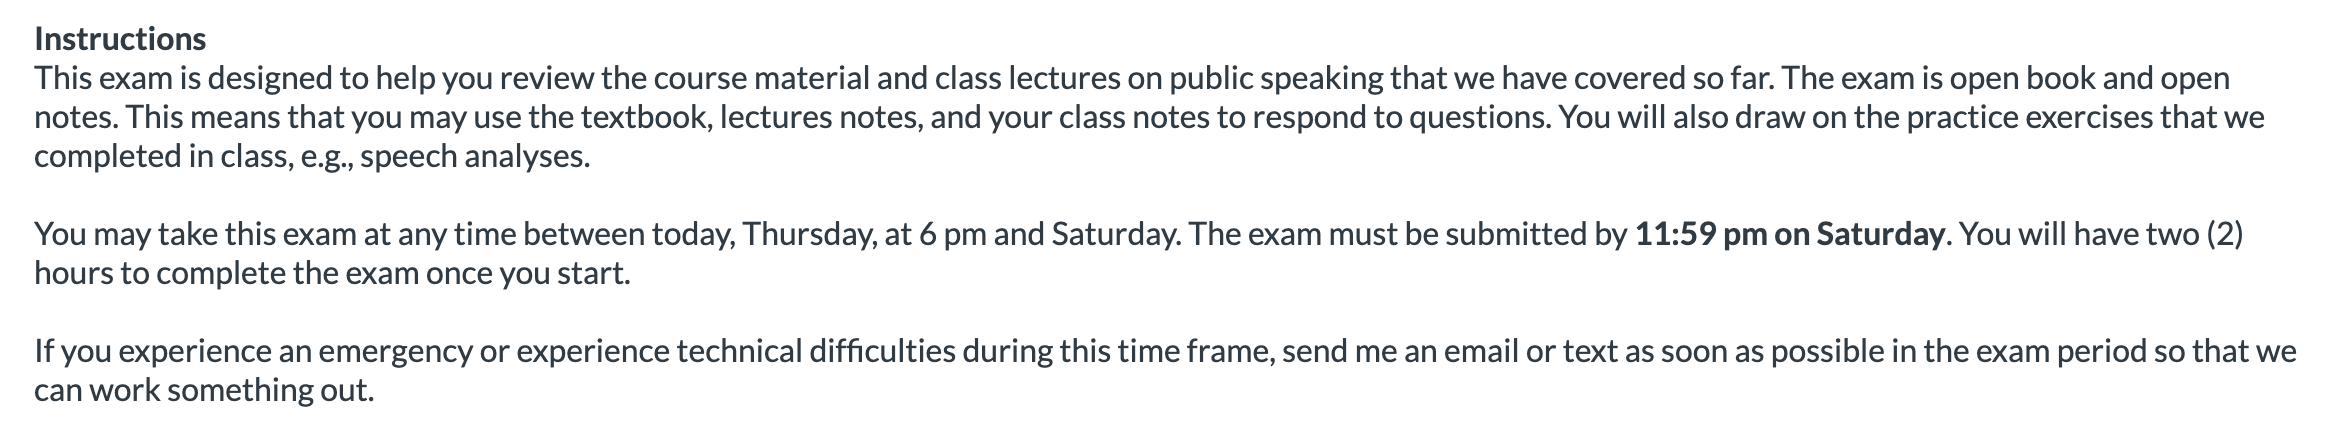 Instructions
This exam is designed to help you review the course material and class lectures on public speaking that we have covered so far. The exam is open book and open
notes. This means that you may use the textbook, lectures notes, and your class notes to respond to questions. You will also draw on the practice exercises that we
completed in class, e.g., speech analyses.
You may take this exam at any time between today, Thursday, at 6 pm and Saturday. The exam must be submitted by 11:59 pm on Saturday. You will have two (2)
hours to complete the exam once you start.
If you experience an emergency or experience technical difficulties during this time frame, send me an email or text as soon as possible in the exam period so that we
can work something out.